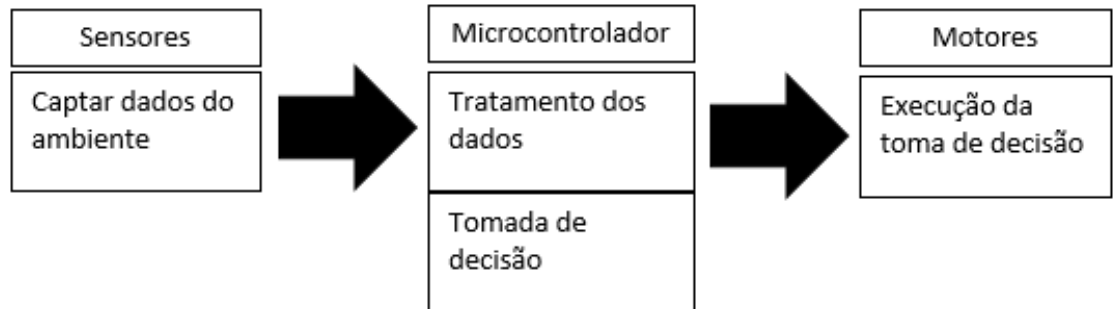 Sensores
Captar dados do
ambiente
Microcontrolador
Tratamento dos
dados
Tomada de
decisão
Motores
Execução da
toma de decisão